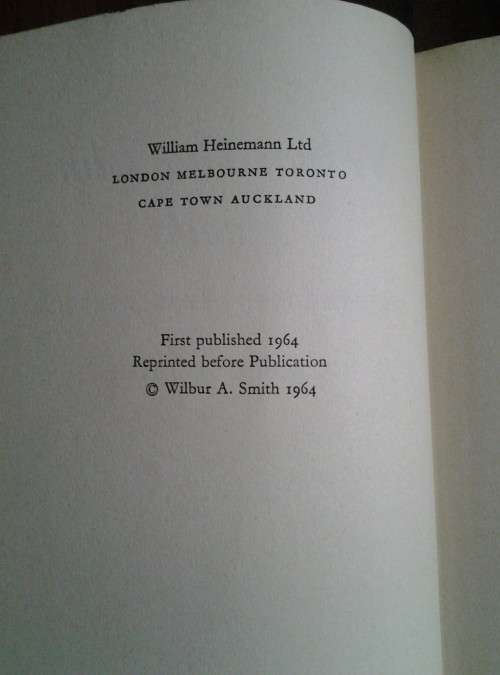 William Heinemann Ltd
LONDON MELBOURNE TORONTO
CAPE TOWN AUCKLAND
First published 1964
Reprinted before Publication
© Wilbur A. Smith 1964